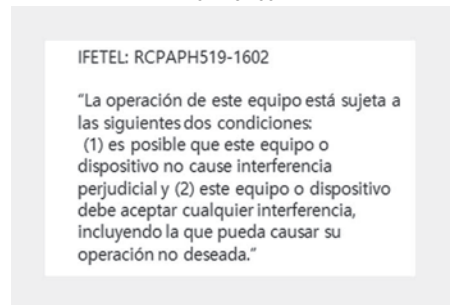 IFETEL: RCPAPH519-1602
“La operación de este equipo está sujeta a
las siguientes dos condiciones:
(1) es posible que este equipo o
dispositivo no cause interferencia
perjudicial y (2) este equipo o dispositivo
debe aceptar cualquier interferencia,
incluyendo la que pueda causar su
operación no deseada.”